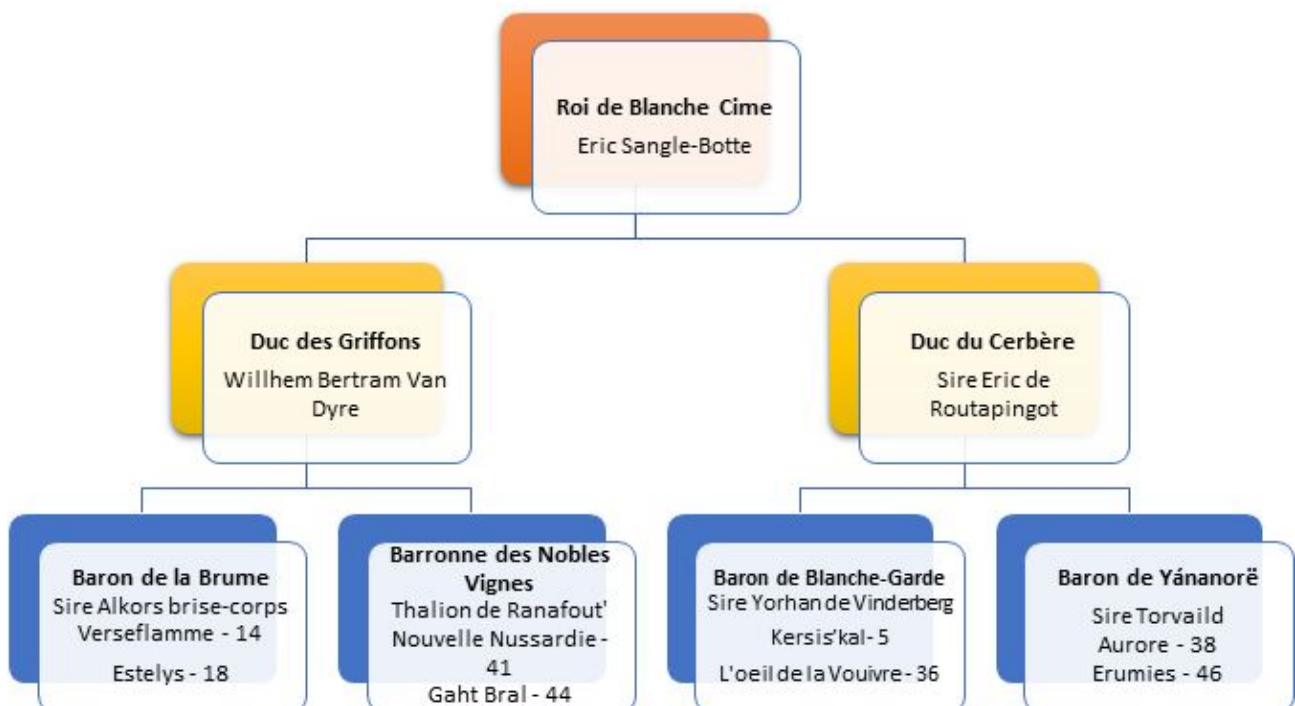 Roi de Blanche Cime
Eric Sangle-Botte
Duc des Griffons
Willhem Bertram Van
Dyre
Duc du Cerbère
Sire Eric de
Routapingot
Baron de la Brume
Sire Alkors brise-corps
Verseflamme - 14
Estelys - 18
Barronne des Nobles
Vignes
Thalion de Ranafout'
Nouvelle Nussardie -
41
Gaht Bral - 44
Baron de Blanche-Garde
Sire Yorhan de Vinderberg
Kersis'kal- 5
L'oeil de la Vouivre - 36
Baron de Yánanorë
Sire Torvaild
Aurore - 38
Erumies - 46